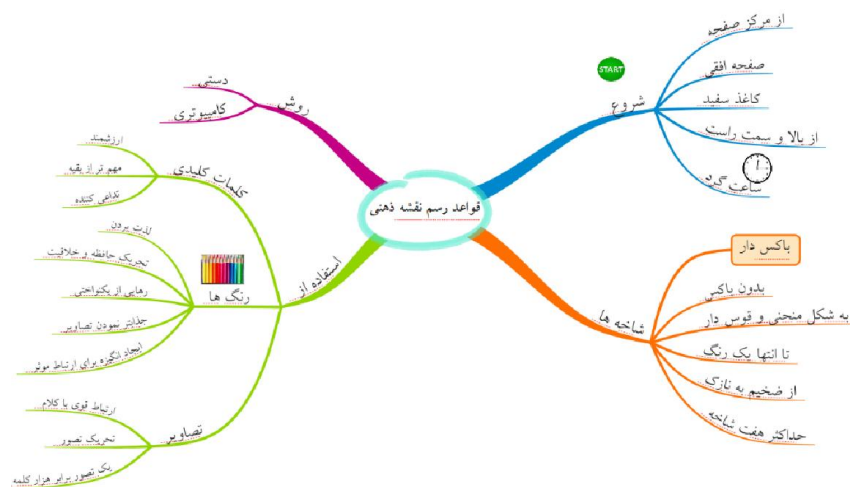 قواعد رسم نقشه ذهنی
START
شروع
از مرکز صفحه
صفحه افقی
کاغذ سفید
از بالا و سمت راست
ساعت گرد
شاخه ها
باکس دار
بدون باکس
به شکل منحنی و قوس دار
تا انتها یک رنگ
از ضخیم به نازک
حداکثر هفت شاخه
استفاده از
تصاویر
ارتباط قوی با کلام
تحریک تصور
یک تصویر برابر هزار کلمه
رنگ ها
لذت بردن
تحریک حافظه و خلاقیت
رهایی از یکنواختی
جذابتر نمودن تصاویر
ایجاد انگیزه برای ارتباط موثر
کلمات کلیدی
ارزشمند
مهم تر از بقیه
تداعی کننده
روش
دستی
کامپیوتری